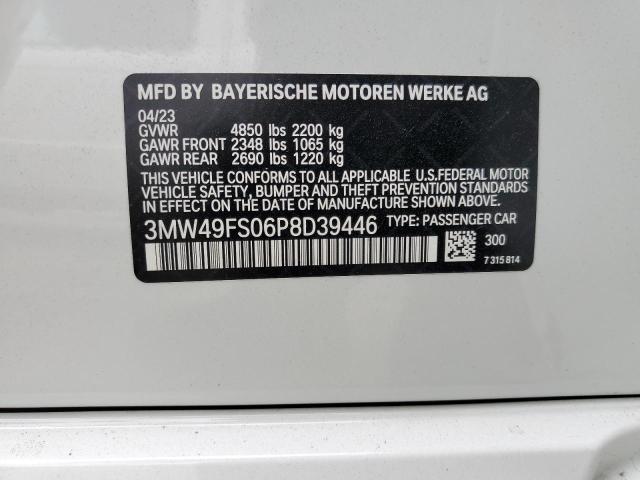 MFD BY BAYERISCHE MOTOREN WERKE AG
04/23
GVWR 4850 lbs 2200 kg
GAWR FRONT 2348 lbs 1065 kg
GAWR REAR 2690 lbs 1220 kg
THIS VEHICLE CONFORMS TO ALL APPLICABLE U.S.FEDERAL MOTOR
VEHICLE SAFETY, BUMPER AND THEFT PREVENTION STANDARDS
IN EFFECT ON THE DATE OF MANUFACTURE SHOWN ABOVE.
3MW49FS06P8D39446 TYPE: PASSENGER CAR
300
7 315 814